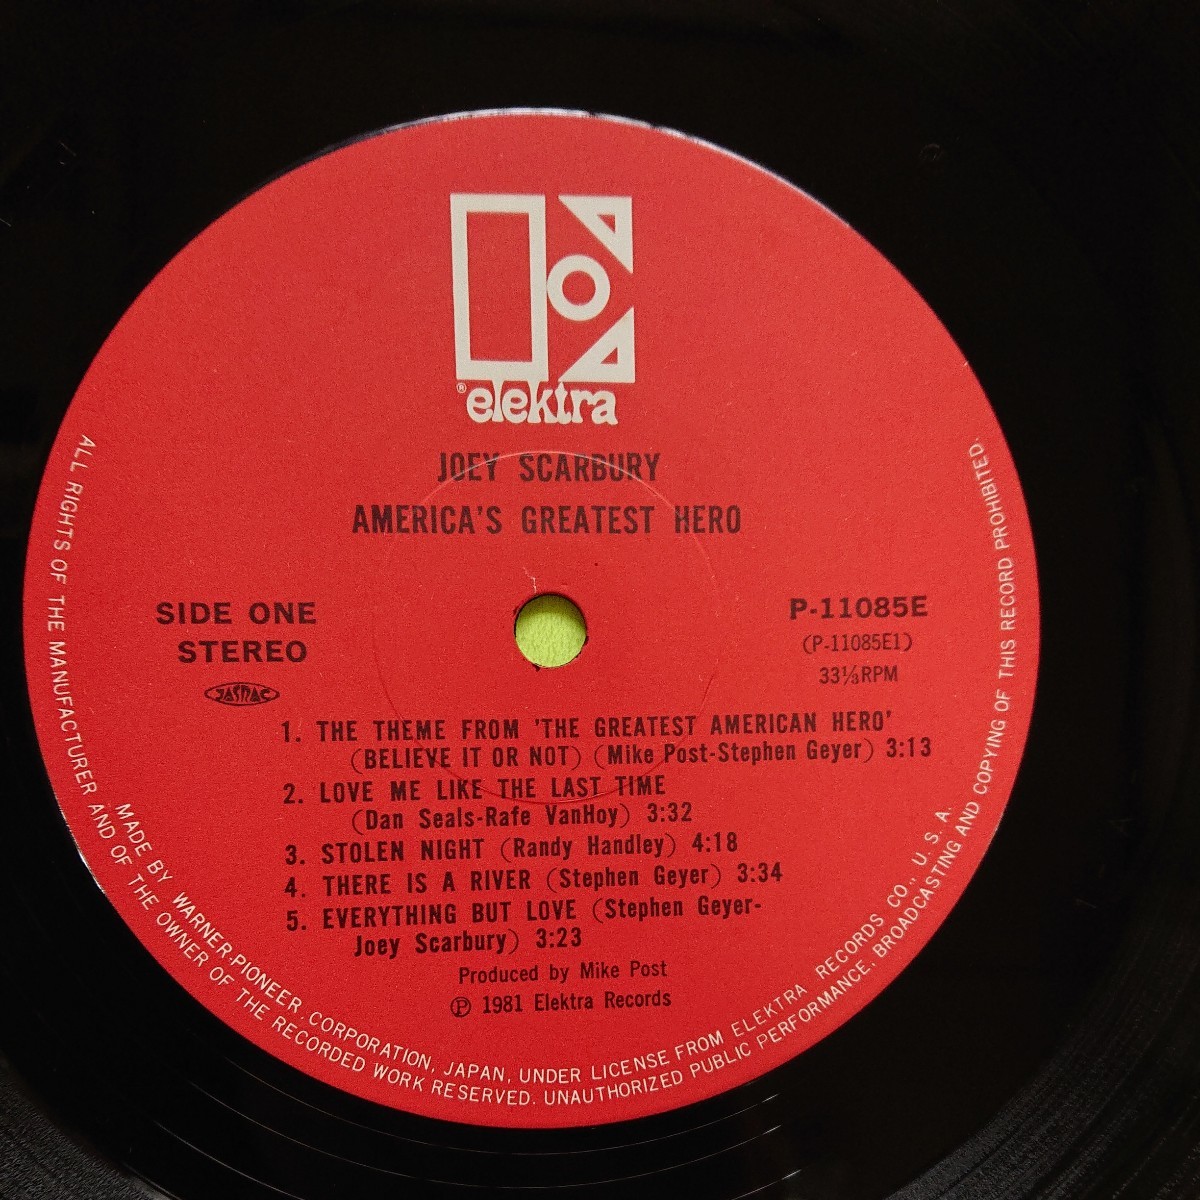 ® elektra
JOEY SCARBURY
AMERICA'S GREATEST HERO
SIDE ONE
STEREO
JASRAC
P-11085E
(P-11085E1)
33⅓RPM
1. THE THEME FROM 'THE GREATEST AMERICAN HERO'
(BELIEVE IT OR NOT) (Mike Post-Stephen Geyer) 3:13
2. LOVE ME LIKE THE LAST TIME
(Dan Seals-Rafe VanHoy) 3:32
3. STOLEN NIGHT (Randy Handley) 4:18
4. THERE IS A RIVER (Stephen Geyer) 3:34
5. EVERYTHING BUT LOVE (Stephen Geyer-
Joey Scarbury) 3:23
Produced by Mike Post
℗ 1981 Elektra Records
MADE BY WARNER-PIONEER CORPORATION, JAPAN, UNDER LICENSE FROM ELEKTRA RECORDS CO., U. S. A.
ALL RIGHTS OF THE MANUFACTURER AND OF THE OWNER OF THE RECORDED WORK RESERVED. UNAUTHORIZED PUBLIC PERFORMANCE, BROADCASTING AND COPYING OF THIS RECORD PROHIBITED.